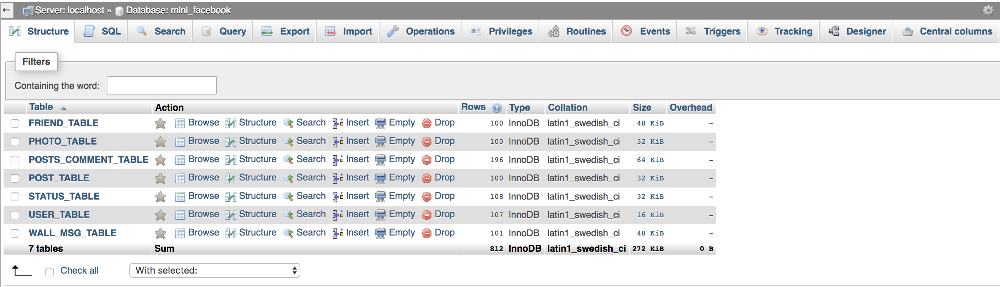 Server: localhost » Database: mini_facebook
Structure SQL Search Query Export Import Operations Privileges Routines Events Triggers Tracking Designer Central columns
Filters
Containing the word:
Table Action Rows Type Collation Size Overhead
FRIEND_TABLE Browse Structure Search Insert Empty Drop 100 InnoDB latin1_swedish_ci 48 KiB –
PHOTO_TABLE Browse Structure Search Insert Empty Drop 100 InnoDB latin1_swedish_ci 32 KiB –
POSTS_COMMENT_TABLE Browse Structure Search Insert Empty Drop 196 InnoDB latin1_swedish_ci 64 KiB –
POST_TABLE Browse Structure Search Insert Empty Drop 100 InnoDB latin1_swedish_ci 32 KiB –
STATUS_TABLE Browse Structure Search Insert Empty Drop 108 InnoDB latin1_swedish_ci 32 KiB –
USER_TABLE Browse Structure Search Insert Empty Drop 107 InnoDB latin1_swedish_ci 16 KiB –
WALL_MSG_TABLE Browse Structure Search Insert Empty Drop 101 InnoDB latin1_swedish_ci 48 KiB –
7 tables Sum 812 InnoDB latin1_swedish_ci 272 KiB 0 B
Check all With selected: